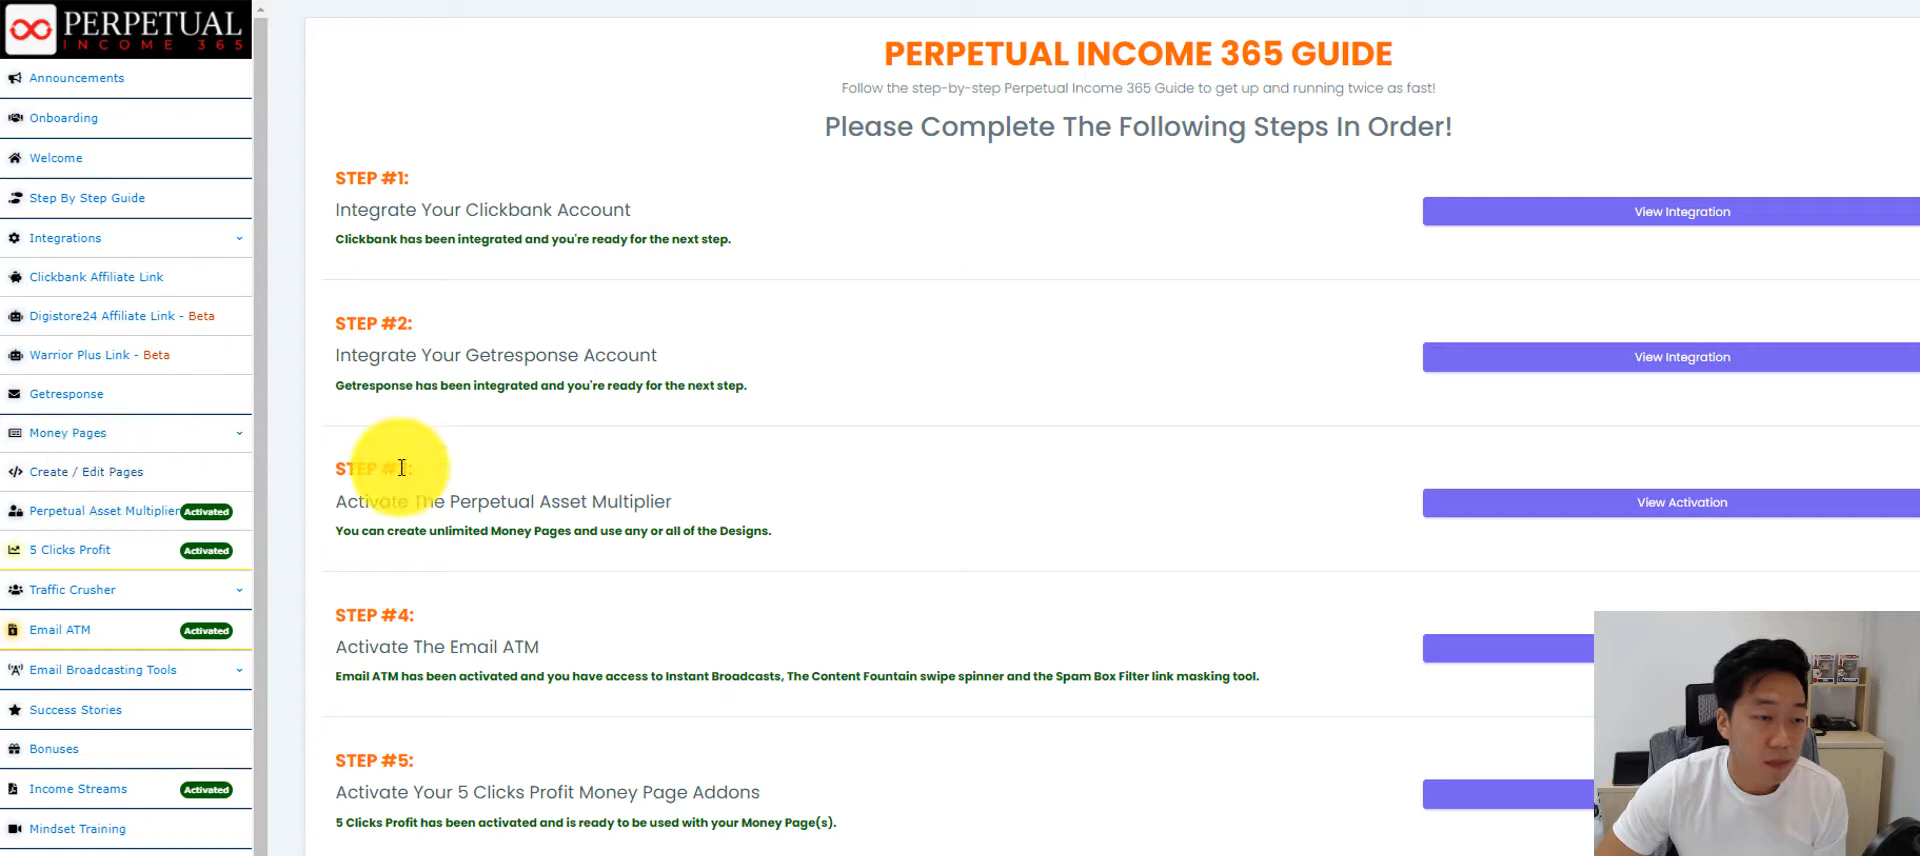 PERPETUAL
INCOME 365
Announcements
Onboarding
Welcome
Step By Step Guide
Integrations
Clickbank Affiliate Link
Digistore24 Affiliate Link - Beta
Warrior Plus Link - Beta
Getresponse
Money Pages
Create / Edit Pages
Perpetual Asset Multiplier Activated
5 Clicks Profit Activated
Traffic Crusher
Email ATM Activated
Email Broadcasting Tools
Success Stories
Bonuses
Income Streams Activated
Mindset Training
PERPETUAL INCOME 365 GUIDE
Follow the step-by-step Perpetual Income 365 Guide to get up and running twice as fast!
Please Complete The Following Steps In Order!
STEP #1:
Integrate Your Clickbank Account
View Integration
Clickbank has been integrated and you're ready for the next step.
STEP #2:
Integrate Your Getresponse Account
View Integration
Getresponse has been integrated and you're ready for the next step.
STEP #3:
Activate The Perpetual Asset Multiplier
View Activation
You can create unlimited Money Pages and use any or all of the Designs.
STEP #4:
Activate The Email ATM
Email ATM has been activated and you have access to Instant Broadcasts, The Content Fountain swipe spinner and the Spam Box Filter link masking tool.
STEP #5:
Activate Your 5 Clicks Profit Money Page Addons
5 Clicks Profit has been activated and is ready to be used with your Money Page(s).